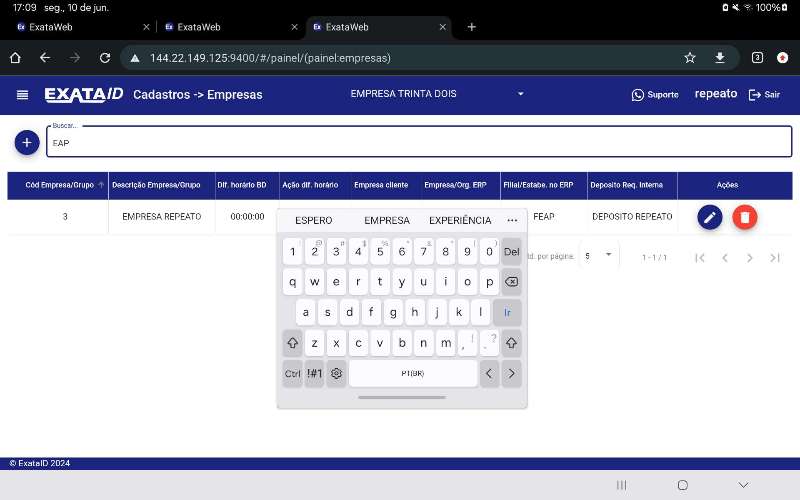 17:09 seg., 10 de jun. 100%
ExataWeb ExataWeb ExataWeb
144.22.149.125:9400/#/painel/(painel:empresas) 3
EXATAID Cadastros -> Empresas EMPRESA TRINTA DOIS Suporte repeato Sair
Buscar...
EAP
Cód Empresa/Grupo Descrição Empresa/Grupo Dif. horário BD Ação dif. horário Empresa cliente Empresa/Org. ERP Filial/Estabe. no ERP Deposito Req. Interna Ações
3 EMPRESA REPEATO 00:00:00 FEAP DEPOSITO REPEATO
ESPERO EMPRESA EXPERIÊNCIA ...
td. por página. 5 1 - 1 / 1
1 2 3 4 5 6 7 8 9 0 Del
q w e r t y u i o p
a s d f g h j k l Ir
z x c v b n m , ! . ?
Ctrl !#1 PT(BR)
© ExataID 2024